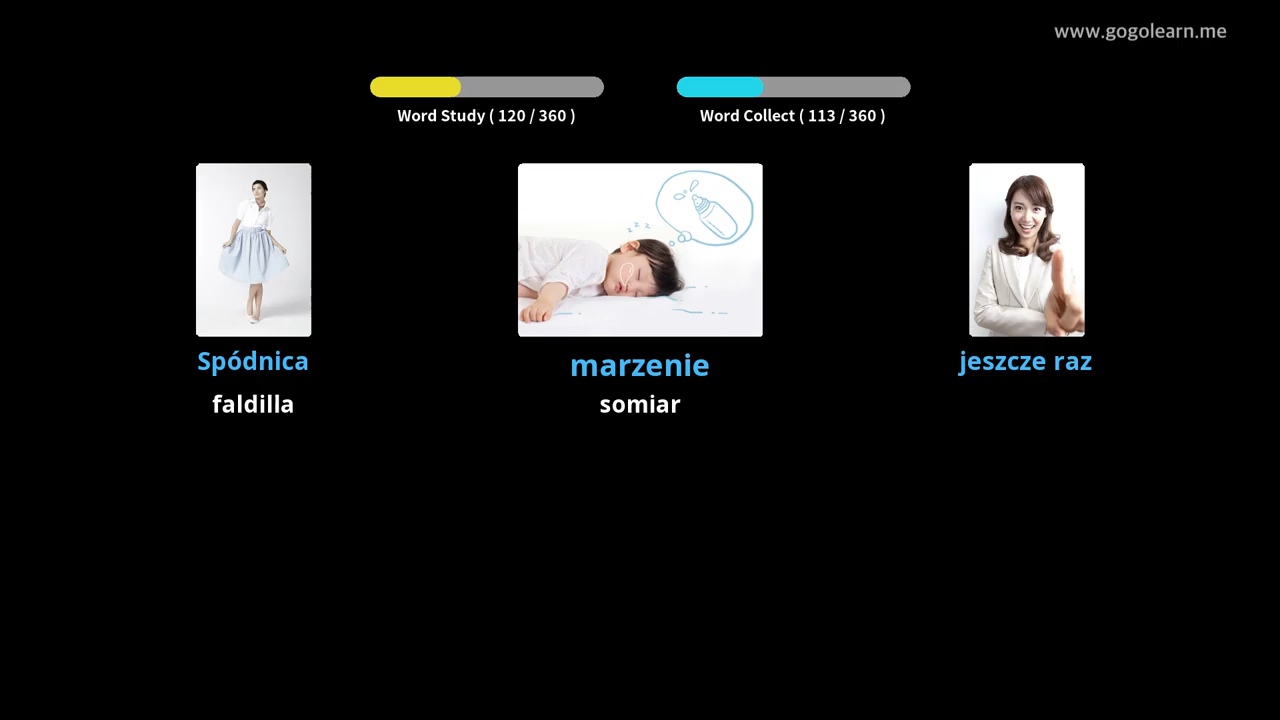 www.gogolearn.me
Word Study ( 120 / 360 )
Word Collect ( 113 / 360 )
Spódnica
marzenie
jeszcze raz
faldilla
somiar